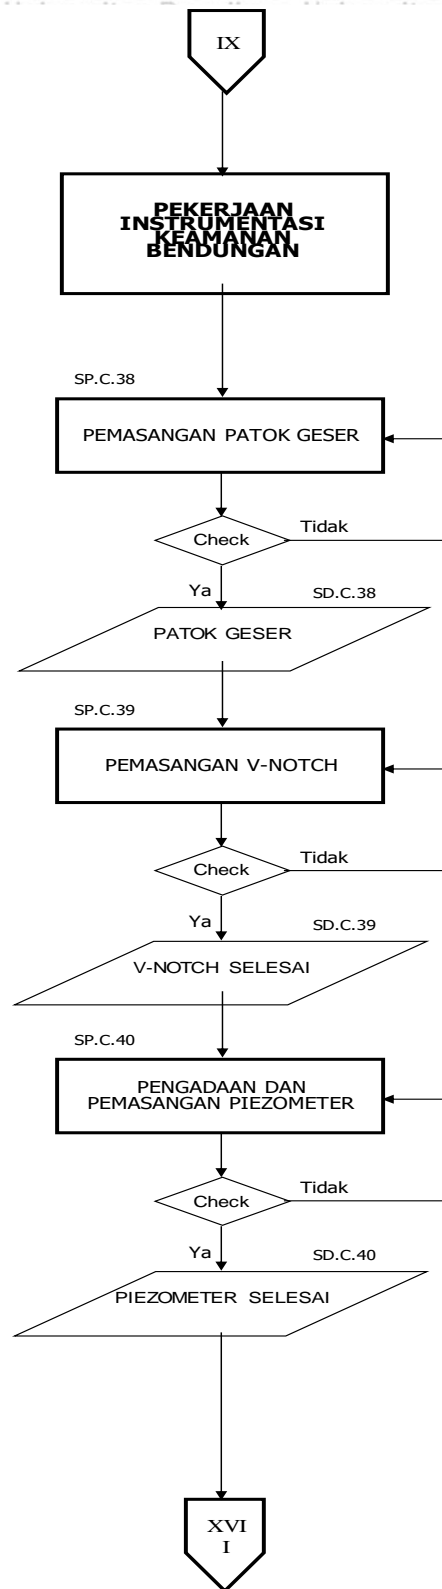 IX
PEKERJAAN
INSTRUMENTASI
KEAMANAN
BENDUNGAN
SP.C.38
PEMASANGAN PATOK GESER
Check
Tidak
Ya
SD.C.38
PATOK GESER
SP.C.39
PEMASANGAN V-NOTCH
Check
Tidak
Ya
SD.C.39
V-NOTCH SELESAI
SP.C.40
PENGADAAN DAN
PEMASANGAN PIEZOMETER
Check
Tidak
Ya
SD.C.40
PIEZOMETER SELESAI
XVI
I